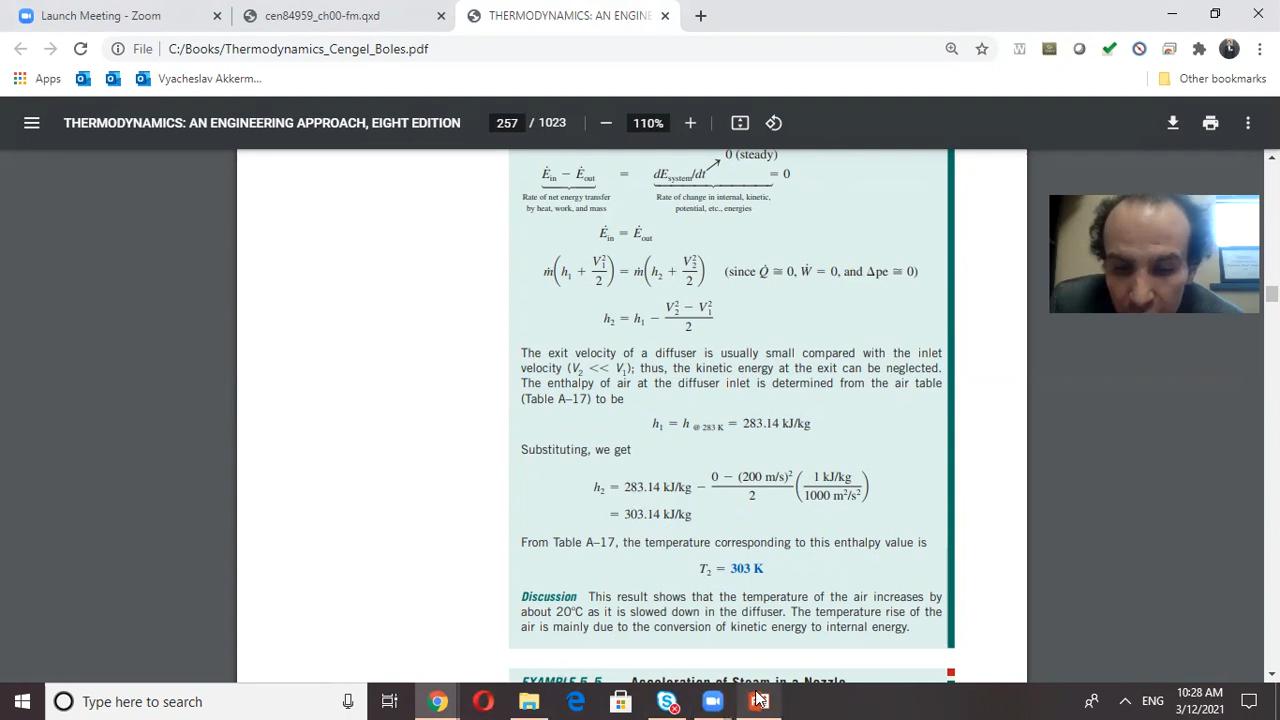 Launch Meeting - Zoom
cen84959_ch00-fm.qxd
THERMODYNAMICS: AN ENGINE
File C:/Books/Thermodynamics_Cengel_Boles.pdf
Apps
Vyacheslav Akkerm...
Other bookmarks
THERMODYNAMICS: AN ENGINEERING APPROACH, EIGHT EDITION
257 / 1023
110%
0 (steady)
Ėin − Ėout = dEsystem/dt = 0
Rate of net energy transfer
by heat, work, and mass
Rate of change in internal, kinetic,
potential, etc., energies
Ėin = Ėout
ṁ(h₁ + V₁²/2) = ṁ(h₂ + V₂²/2) (since Q̇ ≅ 0, Ẇ = 0, and Δpe ≅ 0)
h₂ = h₁ − (V₂² − V₁²)/2
The exit velocity of a diffuser is usually small compared with the inlet
velocity (V₂ << V₁); thus, the kinetic energy at the exit can be neglected.
The enthalpy of air at the diffuser inlet is determined from the air table
(Table A–17) to be
h₁ = h @ 283 K = 283.14 kJ/kg
Substituting, we get
h₂ = 283.14 kJ/kg − (0 − (200 m/s)²)/2 (1 kJ/kg / 1000 m²/s²)
= 303.14 kJ/kg
From Table A–17, the temperature corresponding to this enthalpy value is
T₂ = 303 K
Discussion This result shows that the temperature of the air increases by
about 20°C as it is slowed down in the diffuser. The temperature rise of the
air is mainly due to the conversion of kinetic energy to internal energy.
EXAMPLE 5–5 Acceleration of Steam in a Nozzle
Type here to search
ENG
10:28 AM
3/12/2021